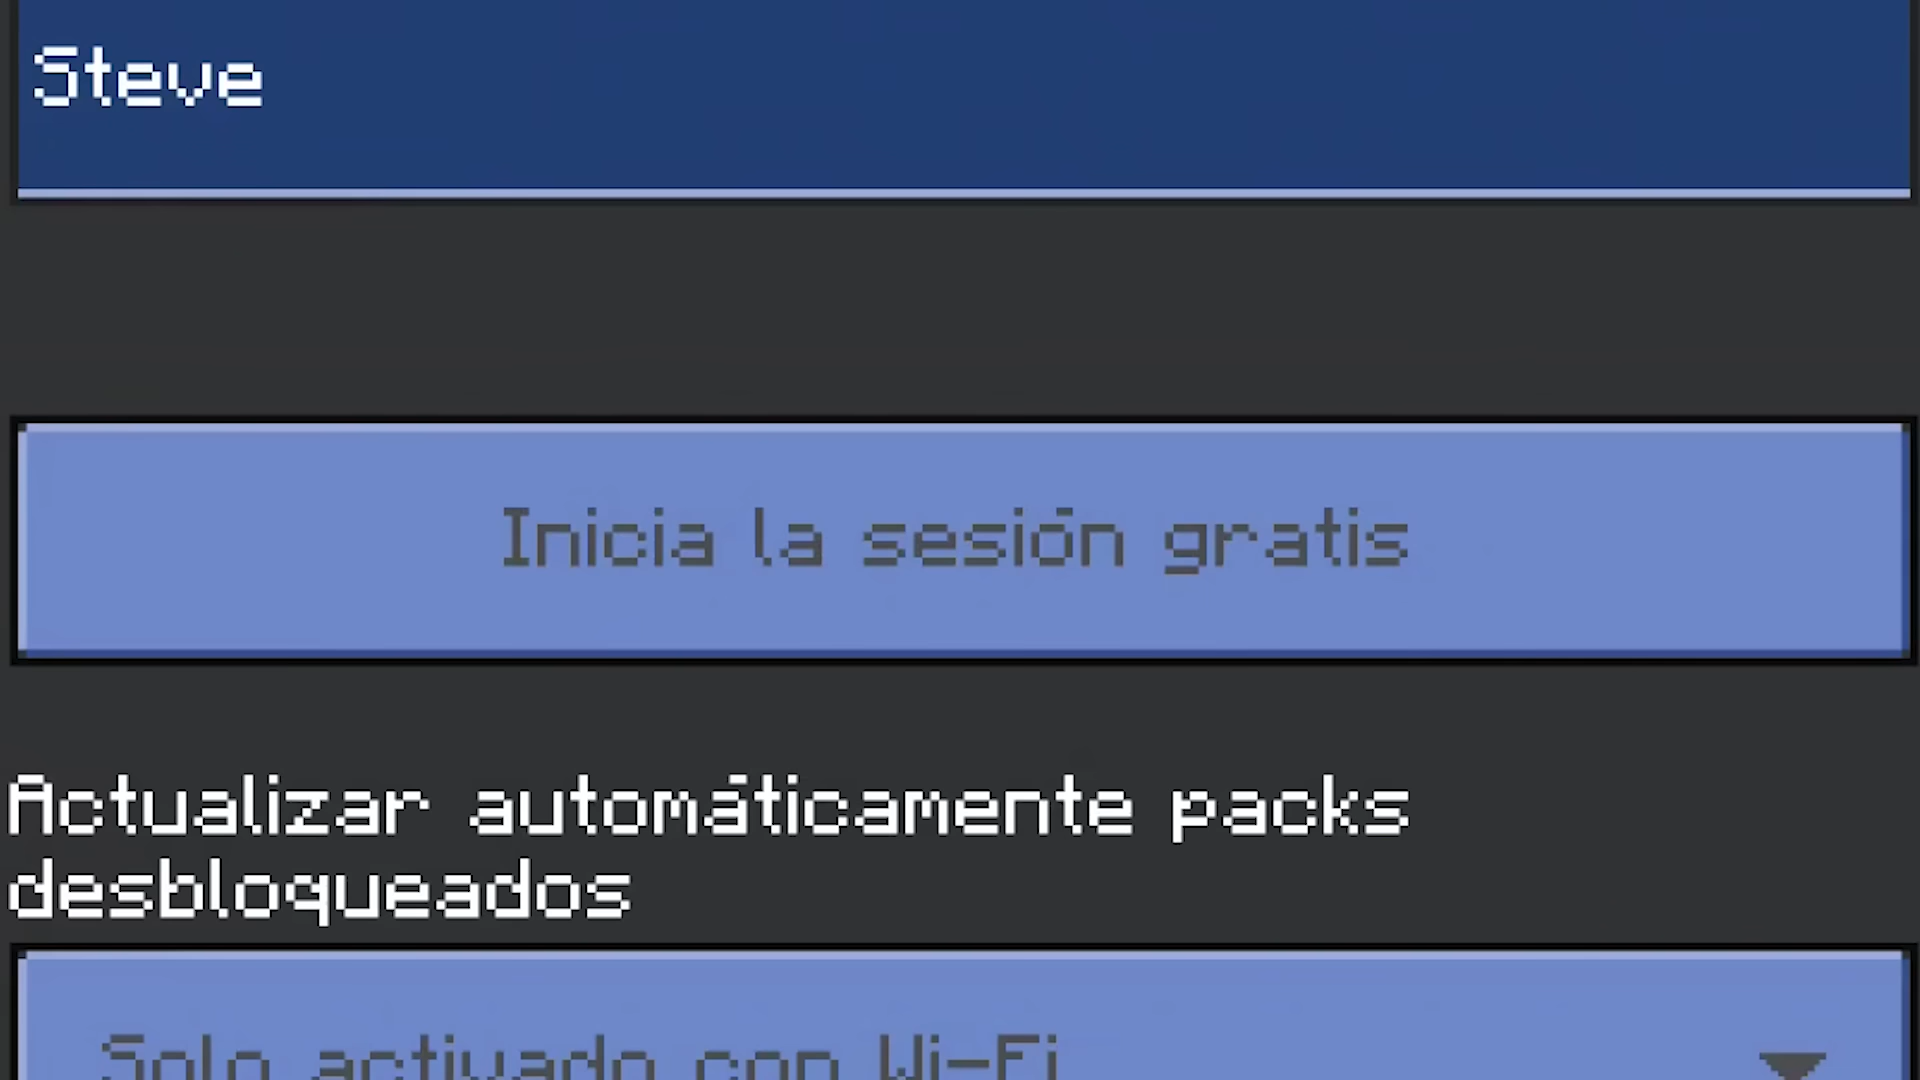 Steve
Inicia la sesión gratis
Actualizar automáticamente packs
desbloqueados
Solo activado con Wi-Fi